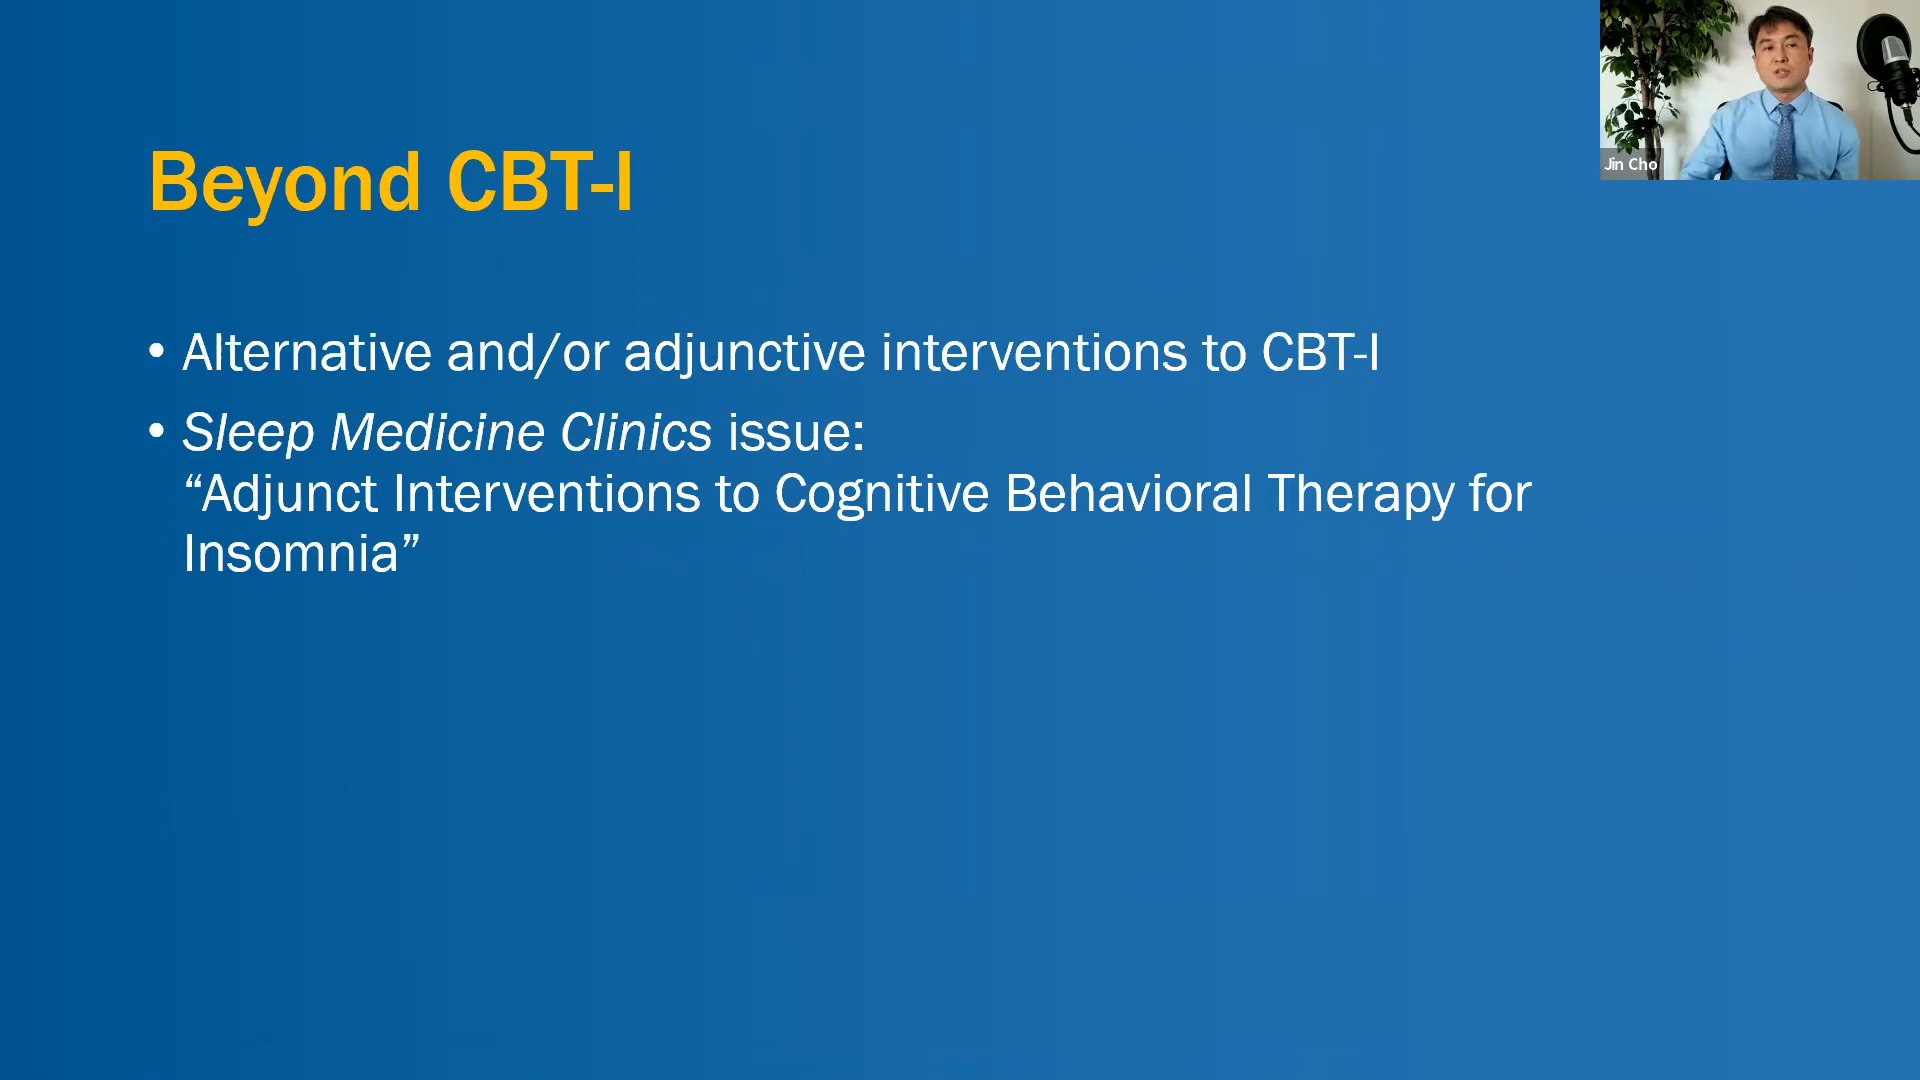 Beyond CBT-I
• Alternative and/or adjunctive interventions to CBT-I
• Sleep Medicine Clinics issue:
“Adjunct Interventions to Cognitive Behavioral Therapy for
Insomnia”
Jin Cho